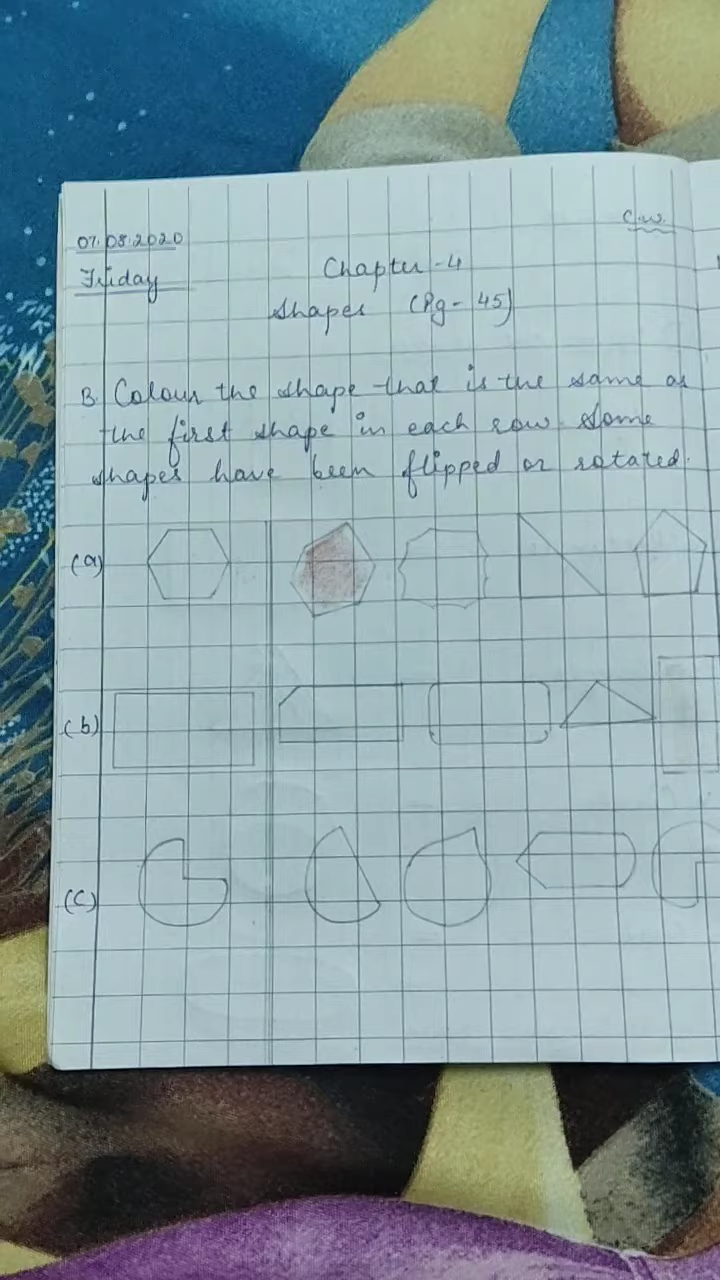 C.W.
07.08.2020
Friday
Chapter-4
Shapes (Pg-45)
B. Colour the shape that is the same as
the first shape in each row. Some
shapes have been flipped or rotated.
(a)
(b)
(c)